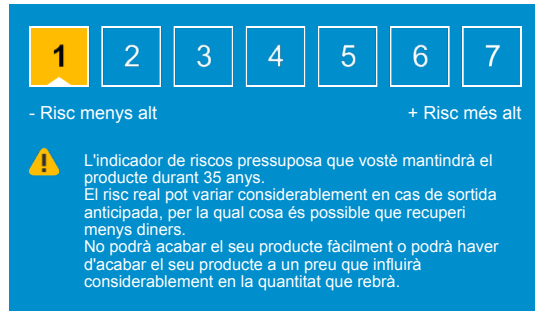 1 2 3 4 5 6 7
- Risc menys alt + Risc més alt
L'indicador de riscos pressuposa que vostè mantindrà el
producte durant 35 anys.
El risc real pot variar considerablement en cas de sortida
anticipada, per la qual cosa és possible que recuperi
menys diners.
No podrà acabar el seu producte fàcilment o podrà haver
d'acabar el seu producte a un preu que influirà
considerablement en la quantitat que rebrà.